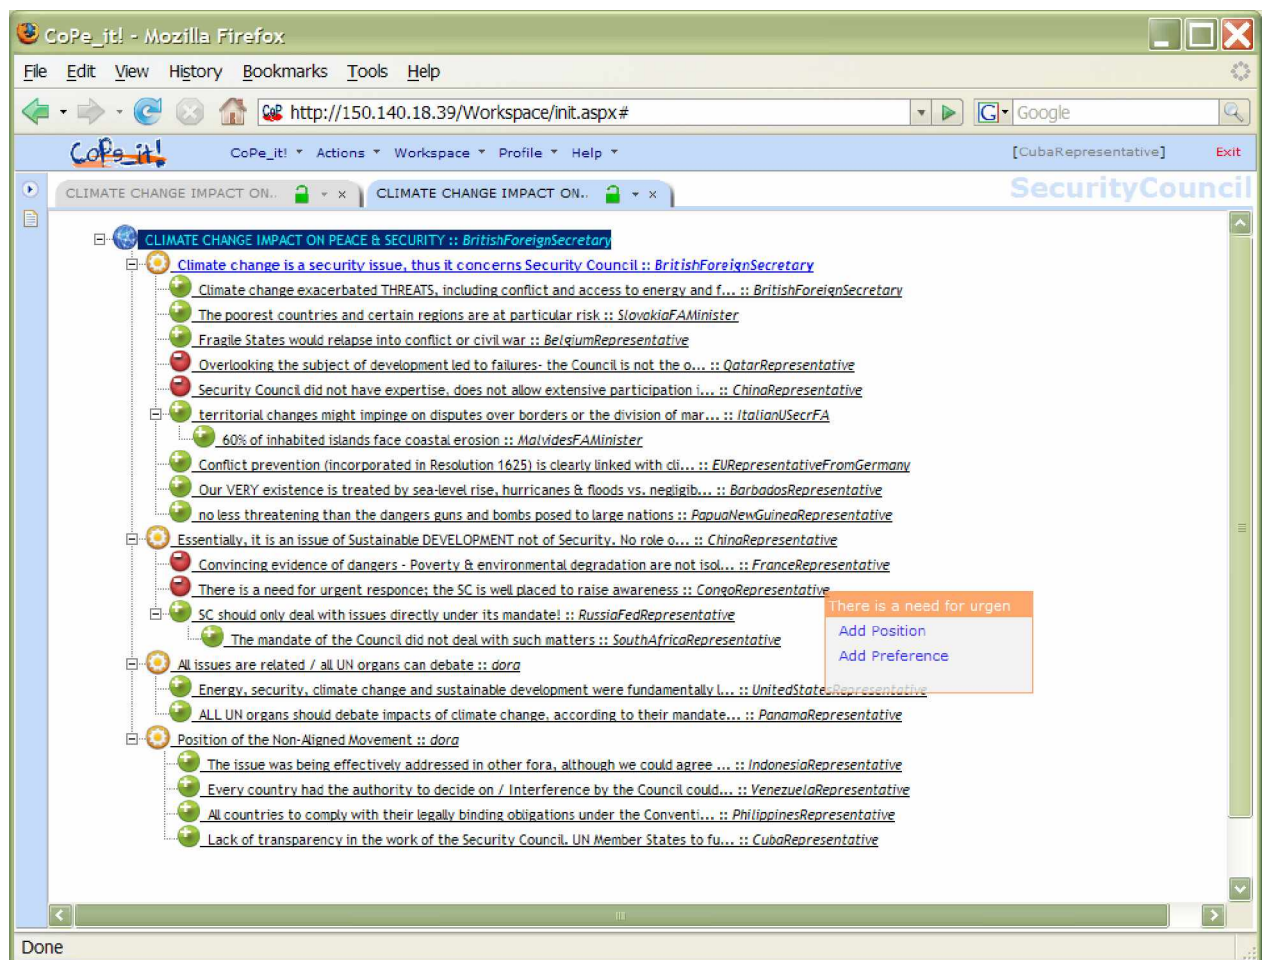 CoPe_it! - Mozilla Firefox
File Edit View History Bookmarks Tools Help
CoP http://150.140.18.39/Workspace/init.aspx# G Google
CoPe_it! CoPe_it! Actions Workspace Profile Help [CubaRepresentative] Exit
CLIMATE CHANGE IMPACT ON.. x CLIMATE CHANGE IMPACT ON.. x SecurityCouncil
CLIMATE CHANGE IMPACT ON PEACE & SECURITY :: BritishForeignSecretary
Climate change is a security issue, thus it concerns Security Council :: BritishForeignSecretary
Climate change exacerbated THREATS, including conflict and access to energy and f... :: BritishForeignSecretary
The poorest countries and certain regions are at particular risk :: SlovakiaFAMinister
Fragile States would relapse into conflict or civil war :: BelgiumRepresentative
Overlooking the subject of development led to failures- the Council is not the o... :: QatarRepresentative
Security Council did not have expertise, does not allow extensive participation i... :: ChinaRepresentative
territorial changes might impinge on disputes over borders or the division of mar... :: ItalianUSecrFA
60% of inhabited islands face coastal erosion :: MalvidesFAMinister
Conflict prevention (incorporated in Resolution 1625) is clearly linked with cli... :: EURepresentativeFromGermany
Our VERY existence is treated by sea-level rise, hurricanes & floods vs. negligib... :: BarbadosRepresentative
no less threatening than the dangers guns and bombs posed to large nations :: PapuaNewGuineaRepresentative
Essentially, it is an issue of Sustainable DEVELOPMENT not of Security. No role o... :: ChinaRepresentative
Convincing evidence of dangers - Poverty & environmental degradation are not isol... :: FranceRepresentative
There is a need for urgent responce; the SC is well placed to raise awareness :: CongoRepresentative
There is a need for urgen
SC should only deal with issues directly under its mandate! :: RussiaFedRepresentative
Add Position
The mandate of the Council did not deal with such matters :: SouthAfricaRepresentative
Add Preference
All issues are related / all UN organs can debate :: dora
Energy, security, climate change and sustainable development were fundamentally l... :: UnitedStatesRepresentative
ALL UN organs should debate impacts of climate change, according to their mandate... :: PanamaRepresentative
Position of the Non-Aligned Movement :: dora
The issue was being effectively addressed in other fora, although we could agree ... :: IndonesiaRepresentative
Every country had the authority to decide on / Interference by the Council could... :: VenezuelaRepresentative
All countries to comply with their legally binding obligations under the Conventi... :: PhilippinesRepresentative
Lack of transparency in the work of the Security Council. UN Member States to fu... :: CubaRepresentative
Done